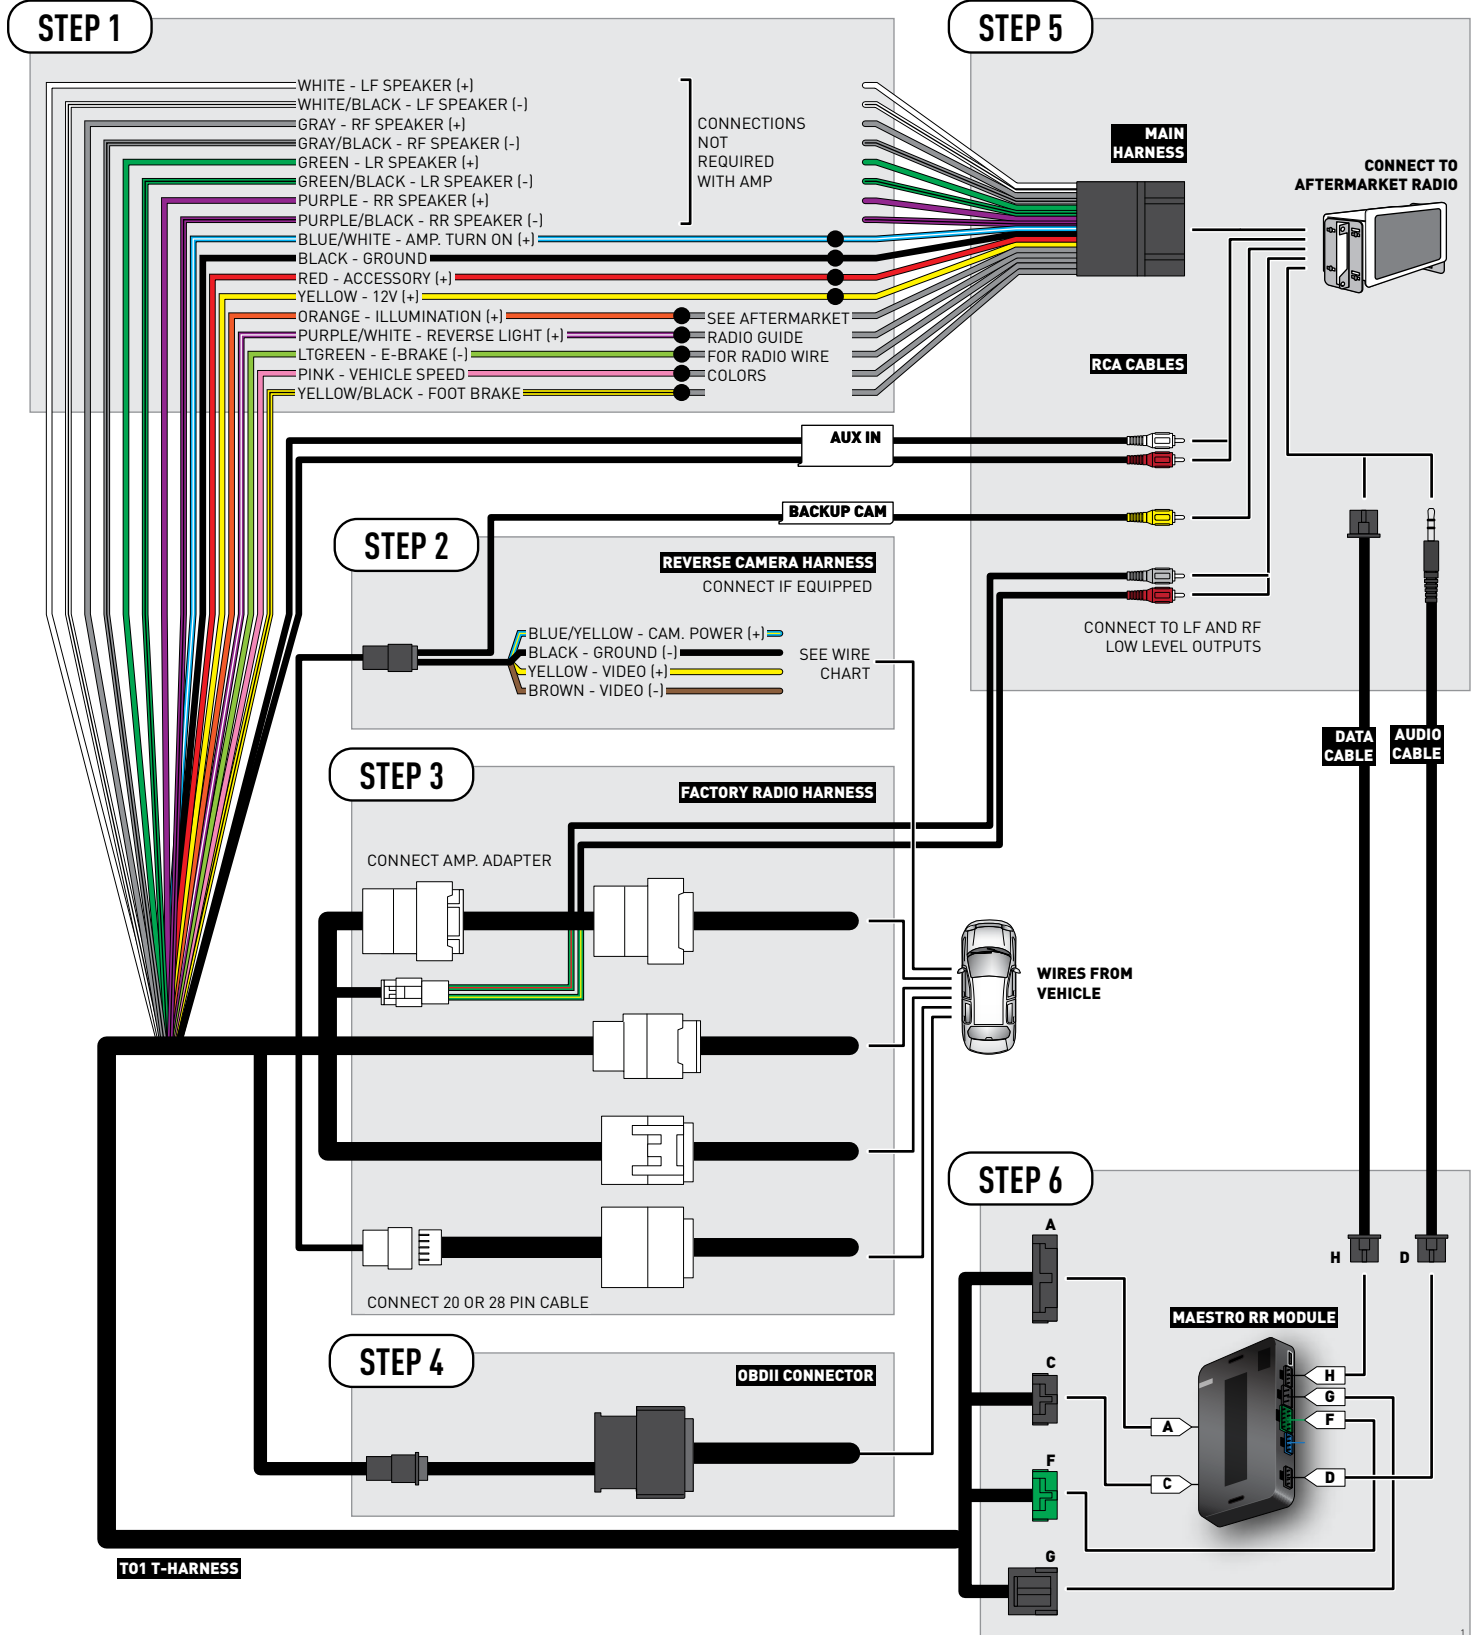 STEP 1
WHITE - LF SPEAKER (+)
WHITE/BLACK - LF SPEAKER (-)
GRAY - RF SPEAKER (+)
GRAY/BLACK - RF SPEAKER (-)
GREEN - LR SPEAKER (+)
GREEN/BLACK - LR SPEAKER (-)
PURPLE - RR SPEAKER (+)
PURPLE/BLACK - RR SPEAKER (-)
BLUE/WHITE - AMP. TURN ON (+)
BLACK - GROUND
RED - ACCESSORY (+)
YELLOW - 12V (+)
ORANGE - ILLUMINATION (+)
PURPLE/WHITE - REVERSE LIGHT (+)
LTGREEN - E-BRAKE (-)
PINK - VEHICLE SPEED
YELLOW/BLACK - FOOT BRAKE
CONNECTIONS
NOT
REQUIRED
WITH AMP
SEE AFTERMARKET
RADIO GUIDE
FOR RADIO WIRE
COLORS
STEP 5
MAIN
HARNESS
CONNECT TO
AFTERMARKET RADIO
RCA CABLES
AUX IN
BACKUP CAM
CONNECT TO LF AND RF
LOW LEVEL OUTPUTS
DATA
CABLE
AUDIO
CABLE
STEP 2
REVERSE CAMERA HARNESS
CONNECT IF EQUIPPED
BLUE/YELLOW - CAM. POWER (+)
BLACK - GROUND (-)
YELLOW - VIDEO (+)
BROWN - VIDEO (-)
SEE WIRE
CHART
STEP 3
FACTORY RADIO HARNESS
CONNECT AMP. ADAPTER
CONNECT 20 OR 28 PIN CABLE
WIRES FROM
VEHICLE
STEP 4
OBDII CONNECTOR
T01 T-HARNESS
STEP 6
A
C
F
G
H
D
MAESTRO RR MODULE
H
G
F
D
A
C
1